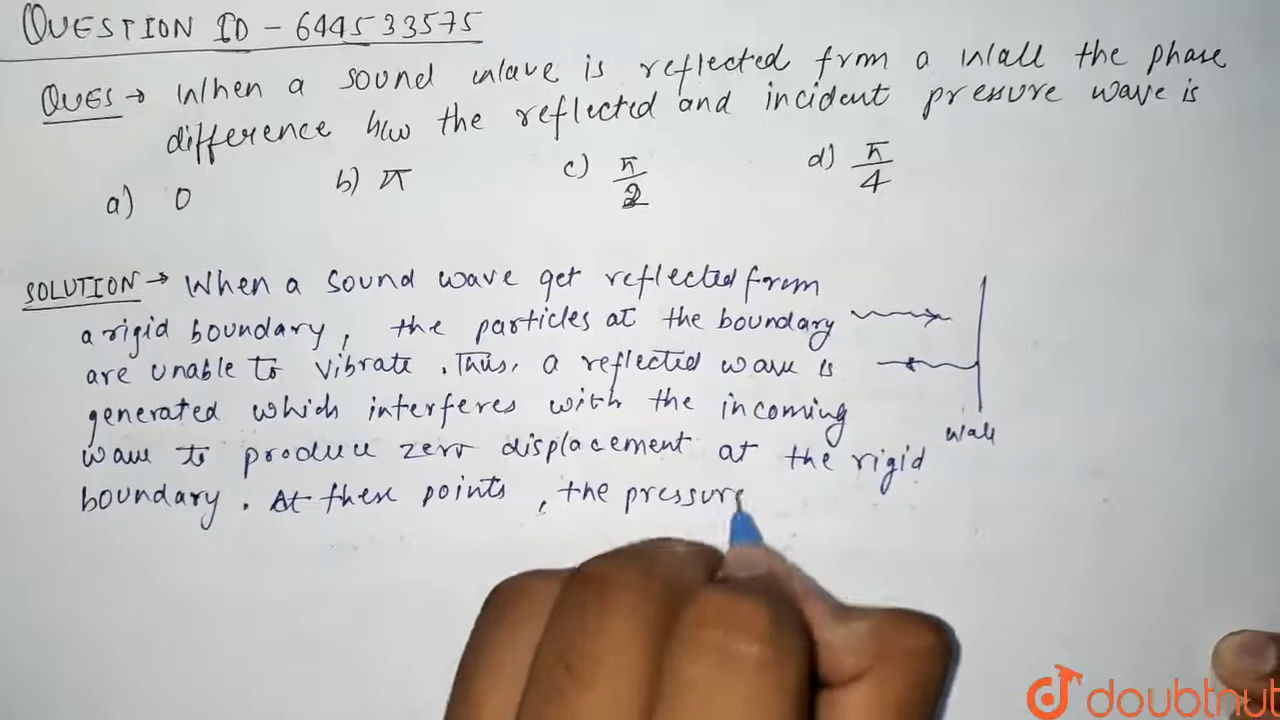 QUESTION ID - 644533575
QUES → When a sound wave is reflected from a wall the phase
difference b/w the reflected and incident pressure wave is
a) 0 b) π c) π/2 d) π/4
SOLUTION → When a sound wave get reflected form
a rigid boundary, the particles at the boundary
are unable to vibrate. Thus, a reflected wave is
generated which interferes with the incoming
wave to produce zero displacement at the rigid
boundary. At these points, the pressure
wall
doubtnut